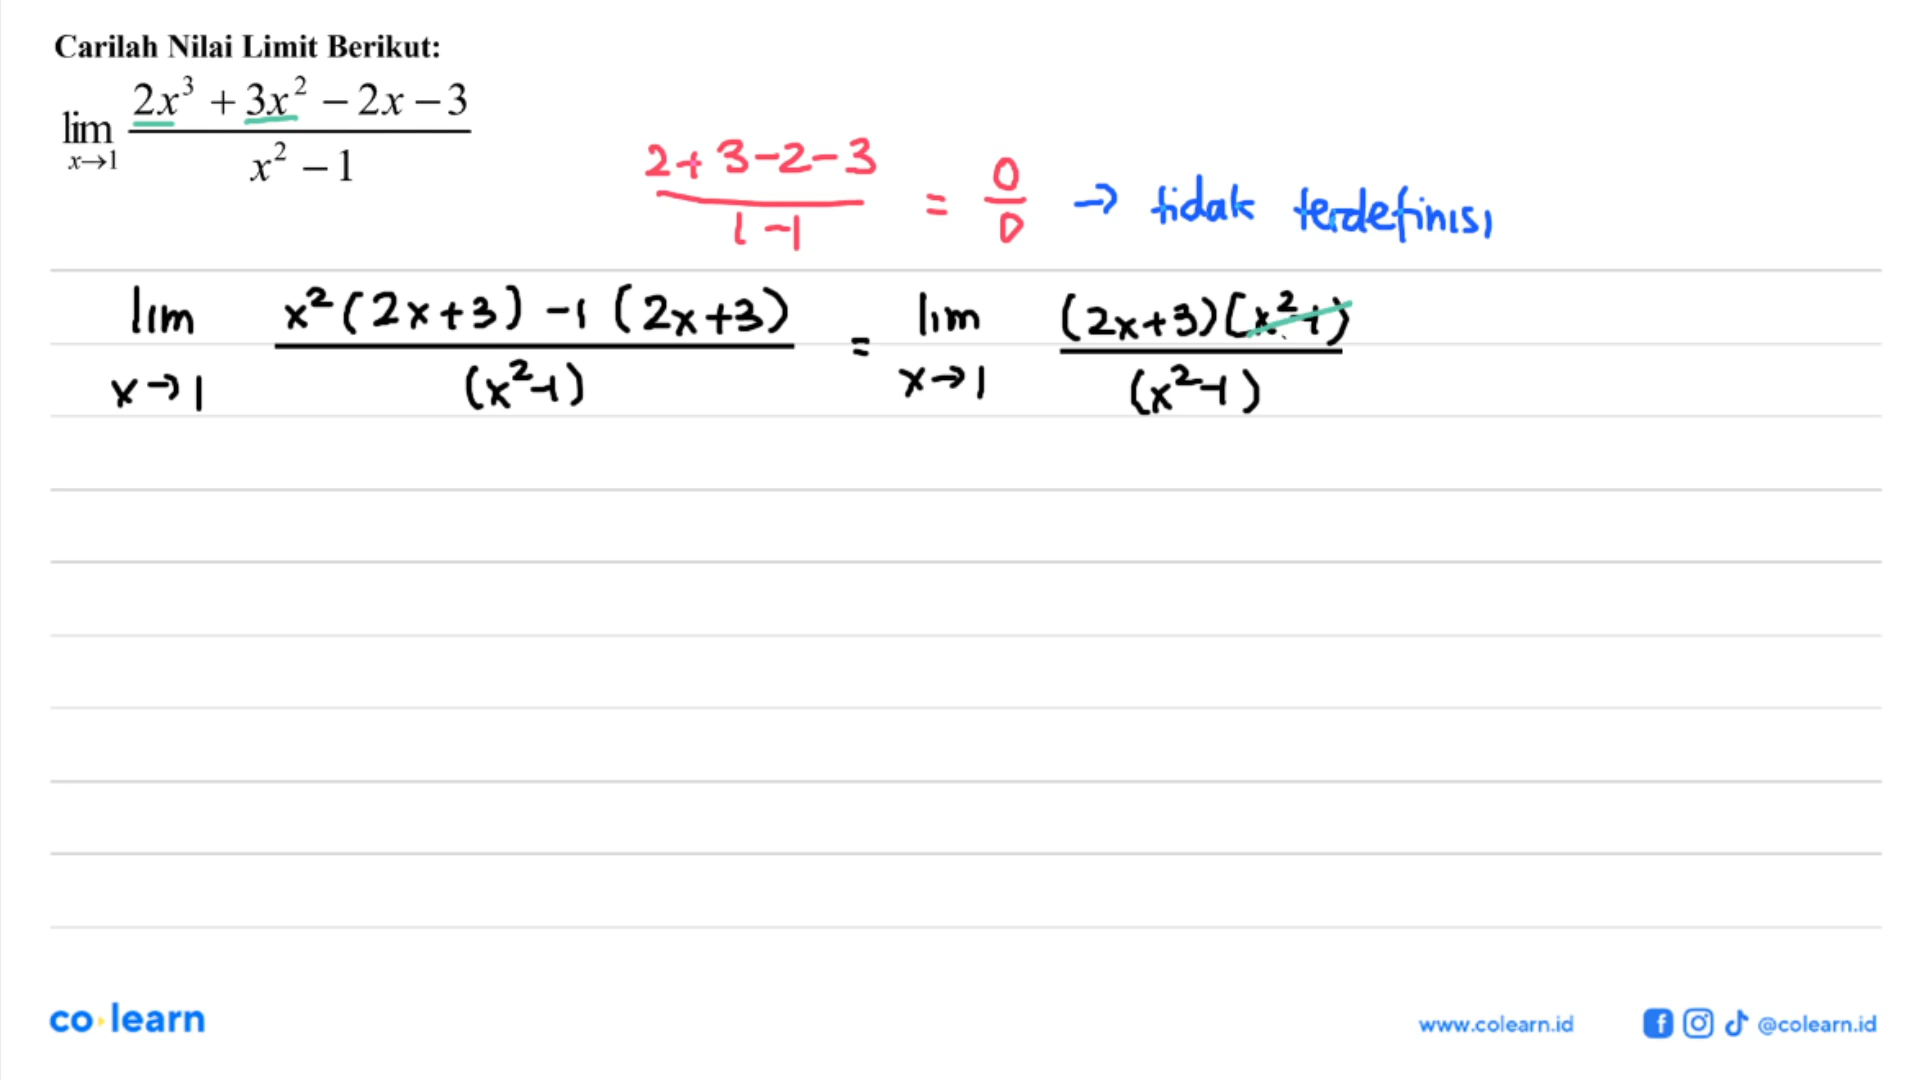 Carilah Nilai Limit Berikut:
lim x→1 (2x³ + 3x² − 2x − 3) / (x² − 1)
(2+3−2−3) / (1−1) = 0/0 → tidak terdefinisi
lim x→1 (x²(2x+3) −1(2x+3)) / (x²−1) = lim x→1 ((2x+3)(x²−1)) / (x²−1)
co learn
www.colearn.id @colearn.id